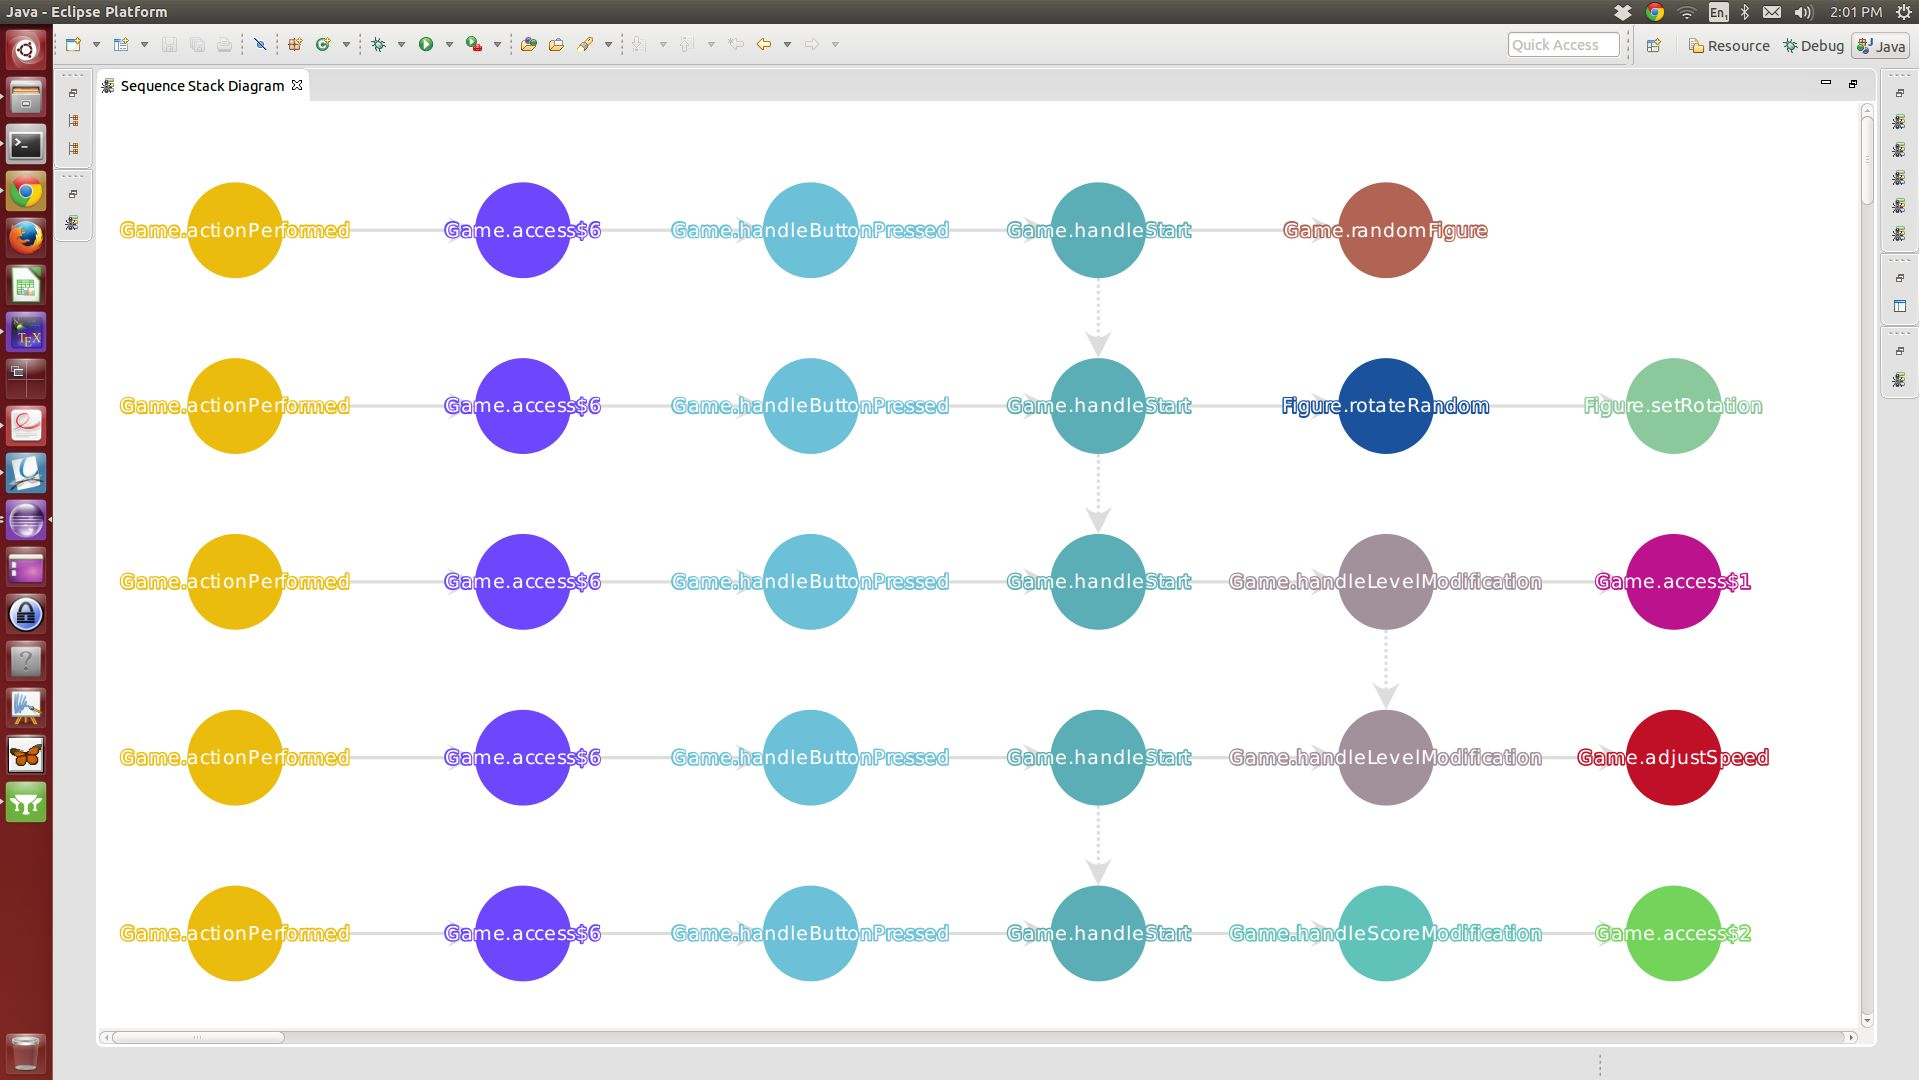 Java - Eclipse Platform
En1 2:01 PM
Quick Access Resource Debug Java
Sequence Stack Diagram
Game.actionPerformed Game.access$6 Game.handleButtonPressed Game.handleStart Game.randomFigure
Game.actionPerformed Game.access$6 Game.handleButtonPressed Game.handleStart Figure.rotateRandom Figure.setRotation
Game.actionPerformed Game.access$6 Game.handleButtonPressed Game.handleStart Game.handleLevelModification Game.access$1
Game.actionPerformed Game.access$6 Game.handleButtonPressed Game.handleStart Game.handleLevelModification Game.adjustSpeed
Game.actionPerformed Game.access$6 Game.handleButtonPressed Game.handleStart Game.handleScoreModification Game.access$2
TEX